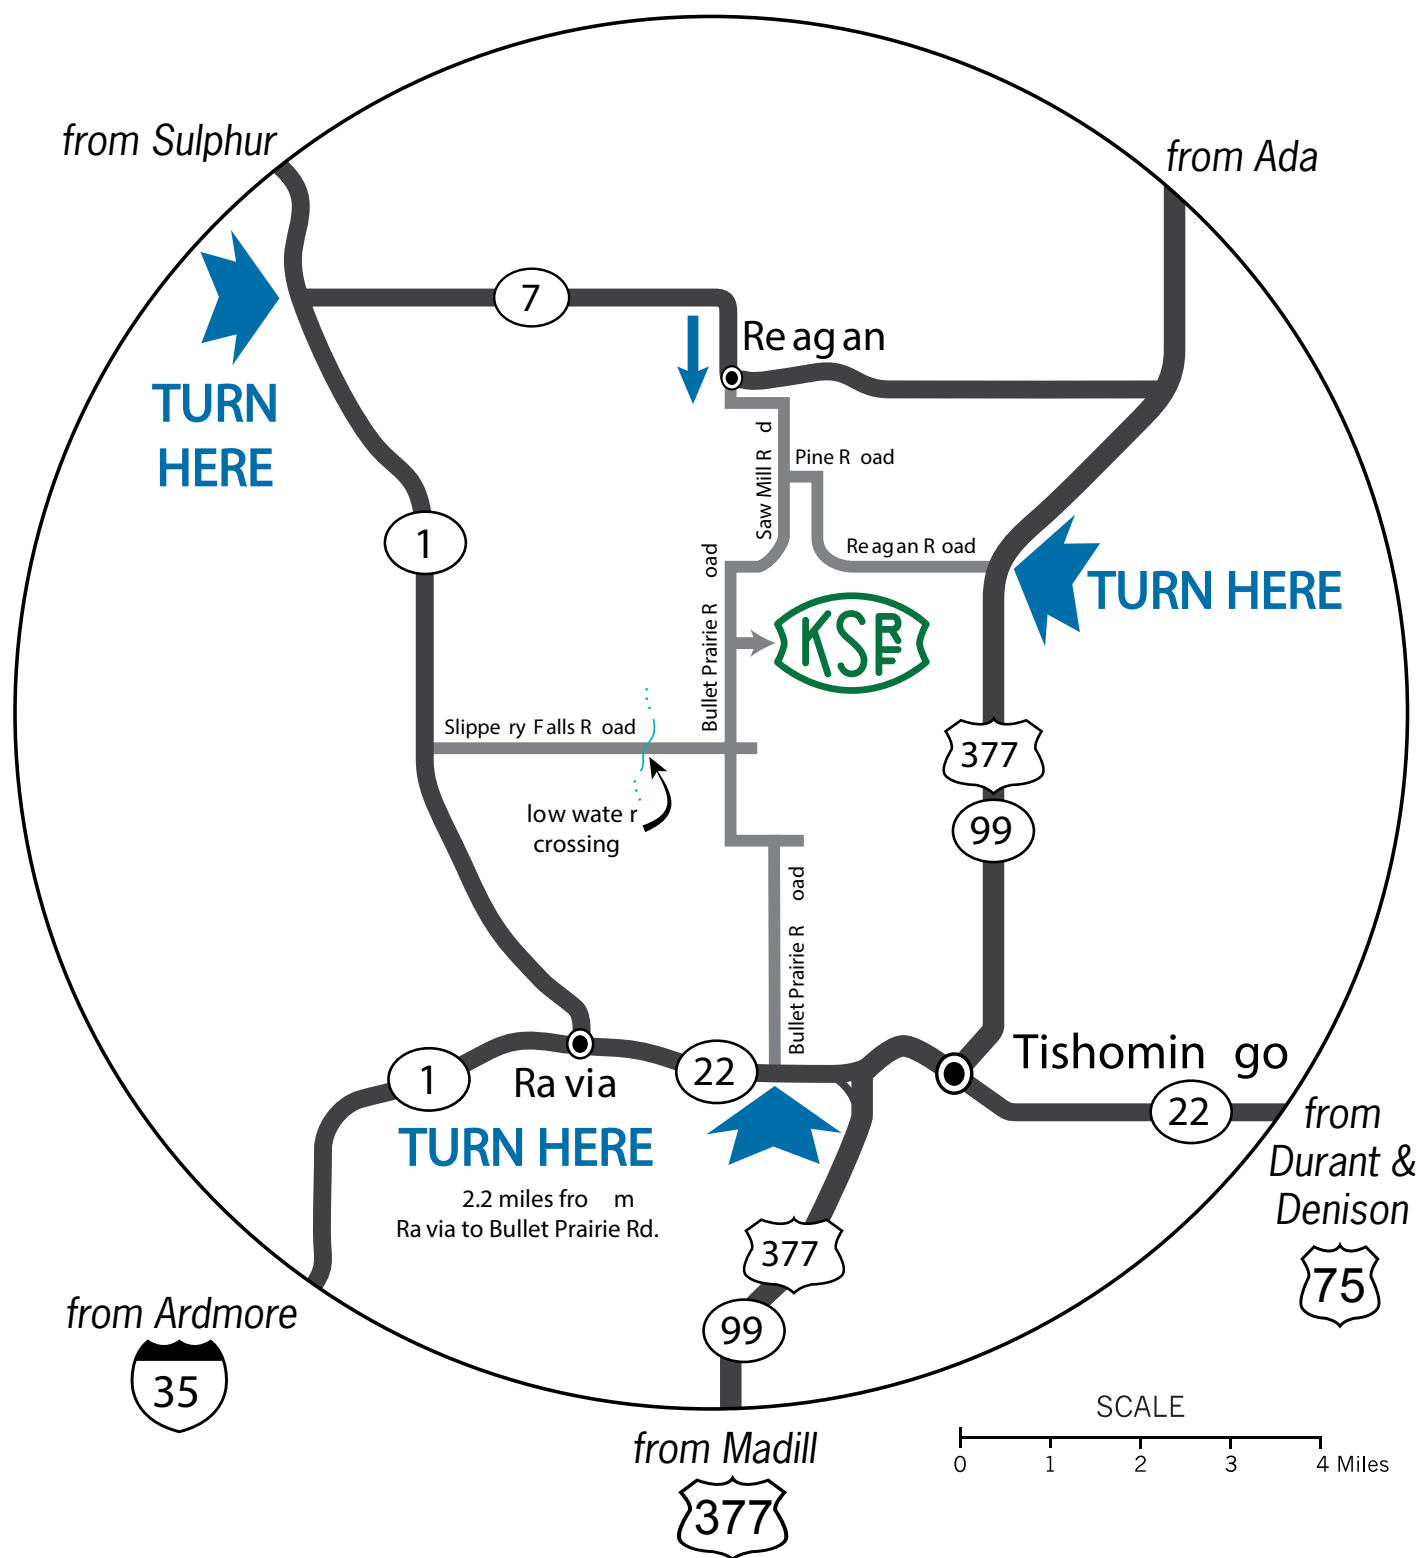 from Sulphur
from Ada
7
Reagan
TURN
HERE
Saw Mill Rd
Pine Road
1
Reagan Road
TURN HERE
Bullet Prairie Road
KSRF
Slippery Falls Road
377
low water
crossing
99
Bullet Prairie Road
Tishomingo
1
Ravia
22
22
from
Durant &
Denison
TURN HERE
2.2 miles from
Ravia to Bullet Prairie Rd.
377
75
from Ardmore
99
35
SCALE
0 1 2 3 4 Miles
from Madill
377